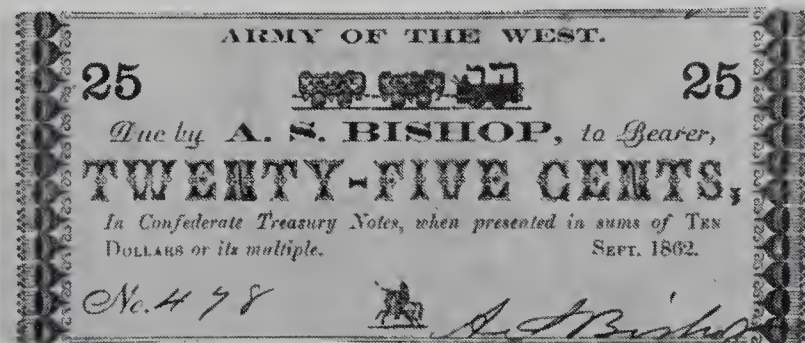 ARMY OF THE WEST.
25 25
Due by A. S. BISHOP, to Bearer,
TWENTY-FIVE CENTS,
In Confederate Treasury Notes, when presented in sums of TEN
DOLLARS or its multiple. SEPT. 1862.
No. 478 A. S. Bishop